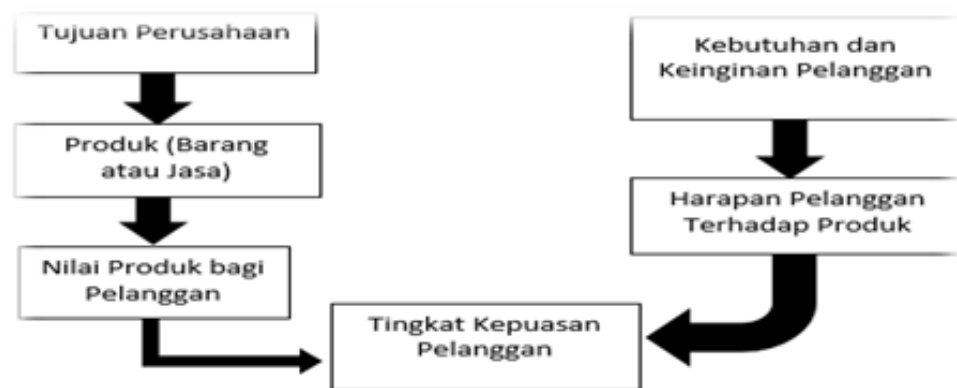 Tujuan Perusahaan
Produk (Barang
atau Jasa)
Nilai Produk bagi
Pelanggan
Kebutuhan dan
Keinginan Pelanggan
Harapan Pelanggan
Terhadap Produk
Tingkat Kepuasan
Pelanggan